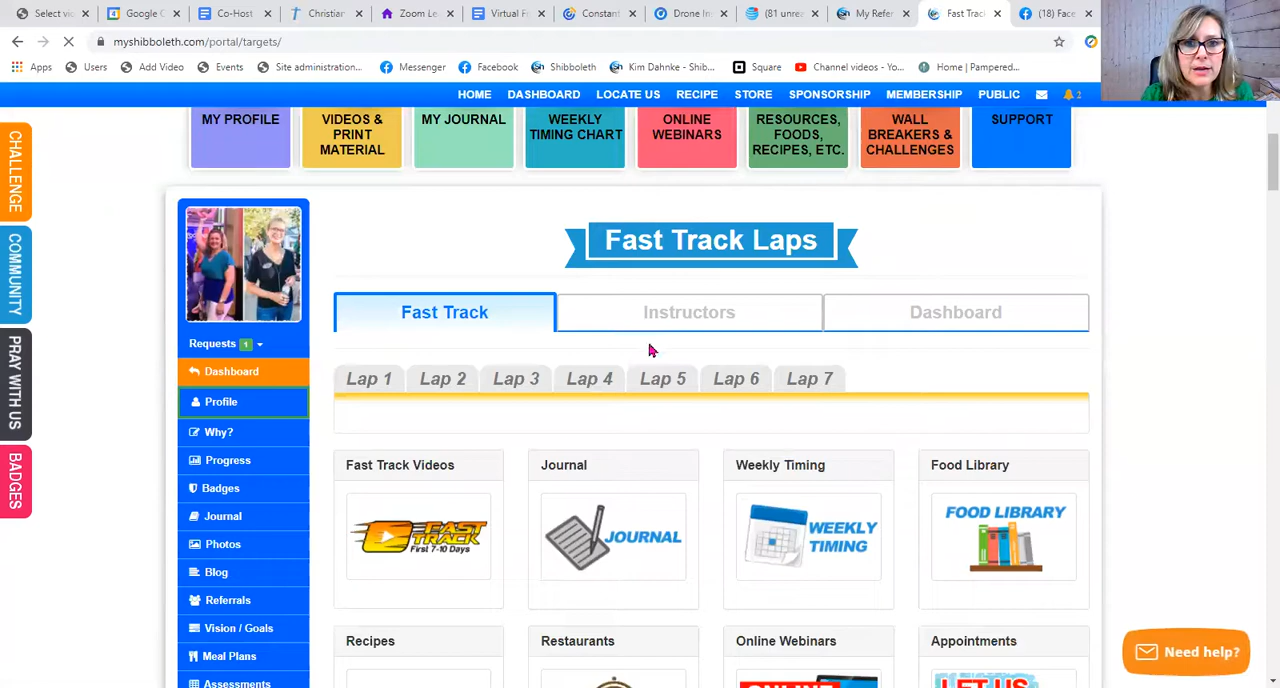 Select vi
Google C
Co-Host
Christian
Zoom Le
Virtual F
Constant
Drone In
(81 unrea
My Refer
Fast Trac
(18) Face
myshibboleth.com/portal/targets/
Apps Users Add Video Events Site administration... Messenger Facebook Shibboleth Kim Dahnke - Shib... Square Channel videos - Yo... Home | Pampered...
HOME DASHBOARD LOCATE US RECIPE STORE SPONSORSHIP MEMBERSHIP PUBLIC 2
MY PROFILE
VIDEOS &
PRINT
MATERIAL
MY JOURNAL
WEEKLY
TIMING CHART
ONLINE
WEBINARS
RESOURCES,
FOODS,
RECIPES, ETC.
WALL
BREAKERS &
CHALLENGES
SUPPORT
CHALLENGE
COMMUNITY
PRAY WITH US
BADGES
Requests 1
Dashboard
Profile
Why?
Progress
Badges
Journal
Photos
Blog
Referrals
Vision / Goals
Meal Plans
Assessments
Fast Track Laps
Fast Track Instructors Dashboard
Lap 1 Lap 2 Lap 3 Lap 4 Lap 5 Lap 6 Lap 7
Fast Track Videos
FAST
TRACK
First 7-10 Days
Journal
JOURNAL
Weekly Timing
WEEKLY
TIMING
Food Library
FOOD LIBRARY
Recipes
Restaurants
Online Webinars
ONLINE
Appointments
LET US
Need help?